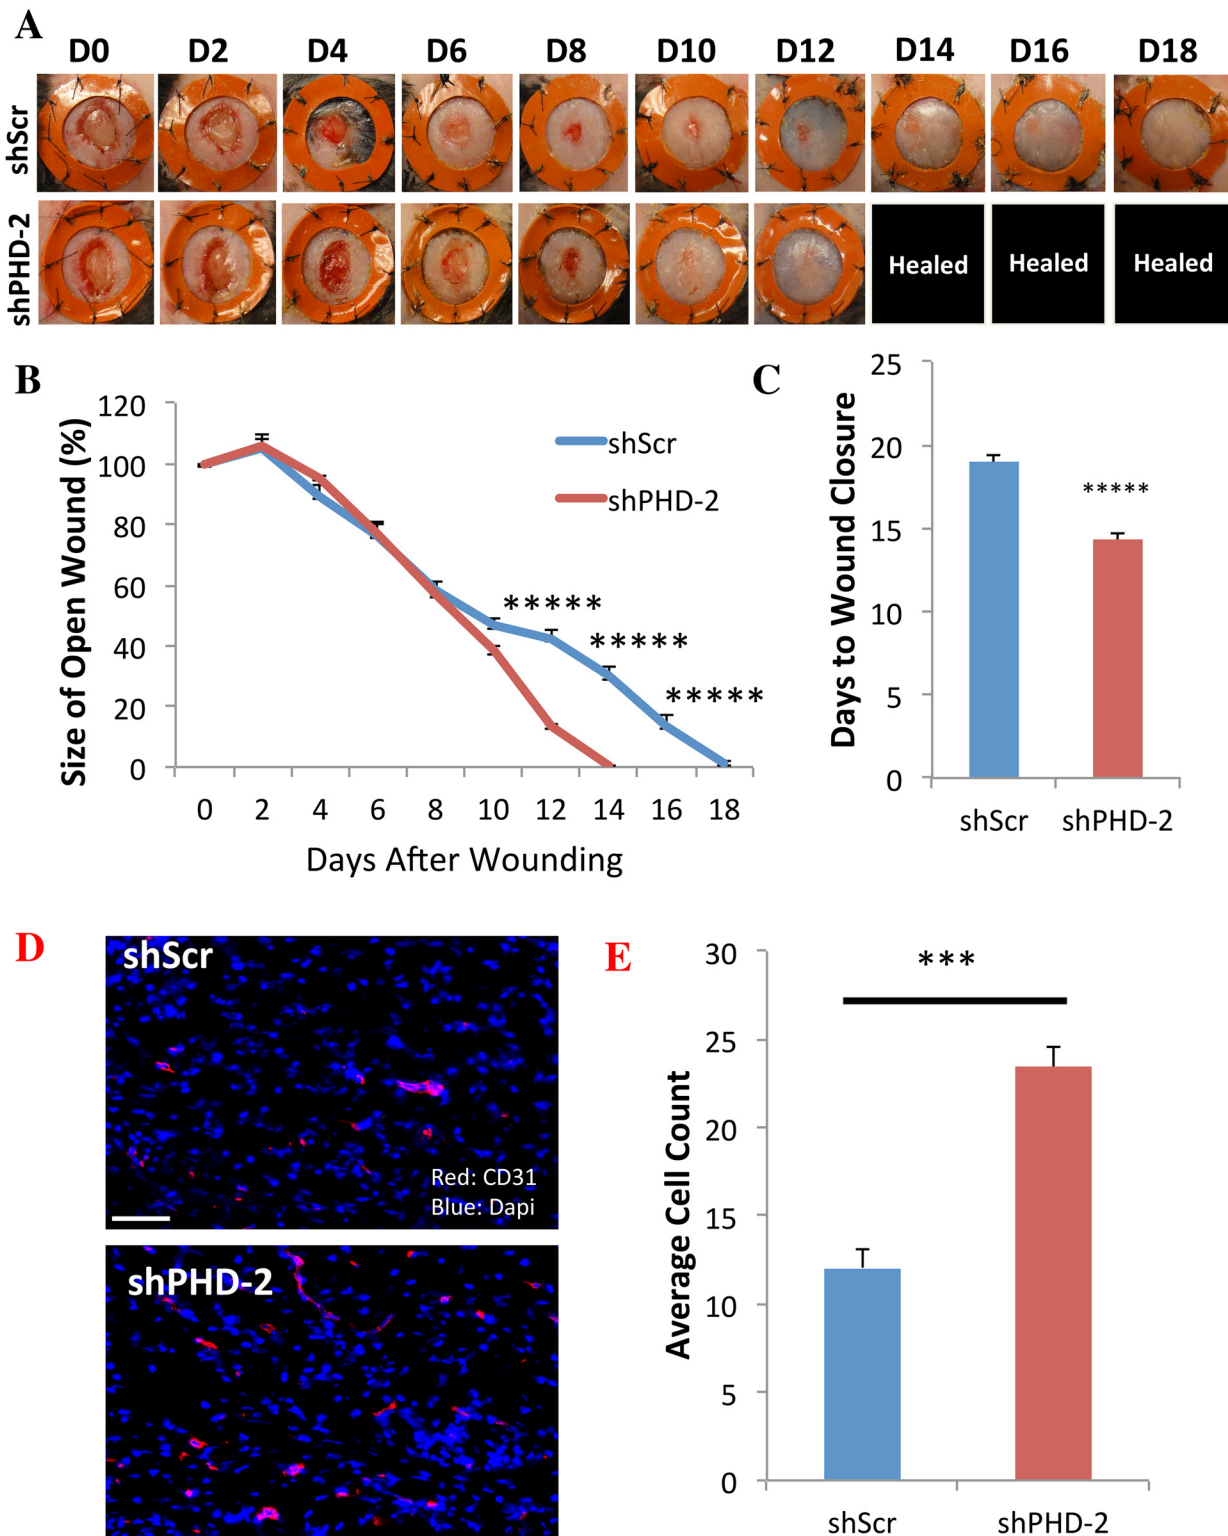 A
D0 D2 D4 D6 D8 D10 D12 D14 D16 D18
shScr
shPHD-2
Healed Healed Healed
B
Size of Open Wound (%)
120
100
80
60
40
20
0
shScr
shPHD-2
*****
*****
*****
0 2 4 6 8 10 12 14 16 18
Days After Wounding
C
Days to Wound Closure
25
20
15
10
5
0
*****
shScr shPHD-2
D
shScr
Red: CD31
Blue: Dapi
shPHD-2
E
Average Cell Count
30
25
20
15
10
5
0
***
shScr shPHD-2